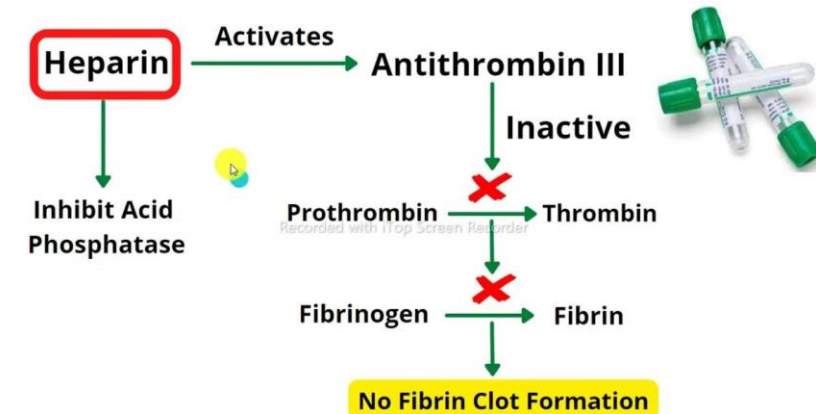 Activates
Heparin
Antithrombin III
Inactive
Inhibit Acid
Phosphatase
Prothrombin
Thrombin
Recorded with iTop Screen Recorder
Fibrinogen
Fibrin
No Fibrin Clot Formation